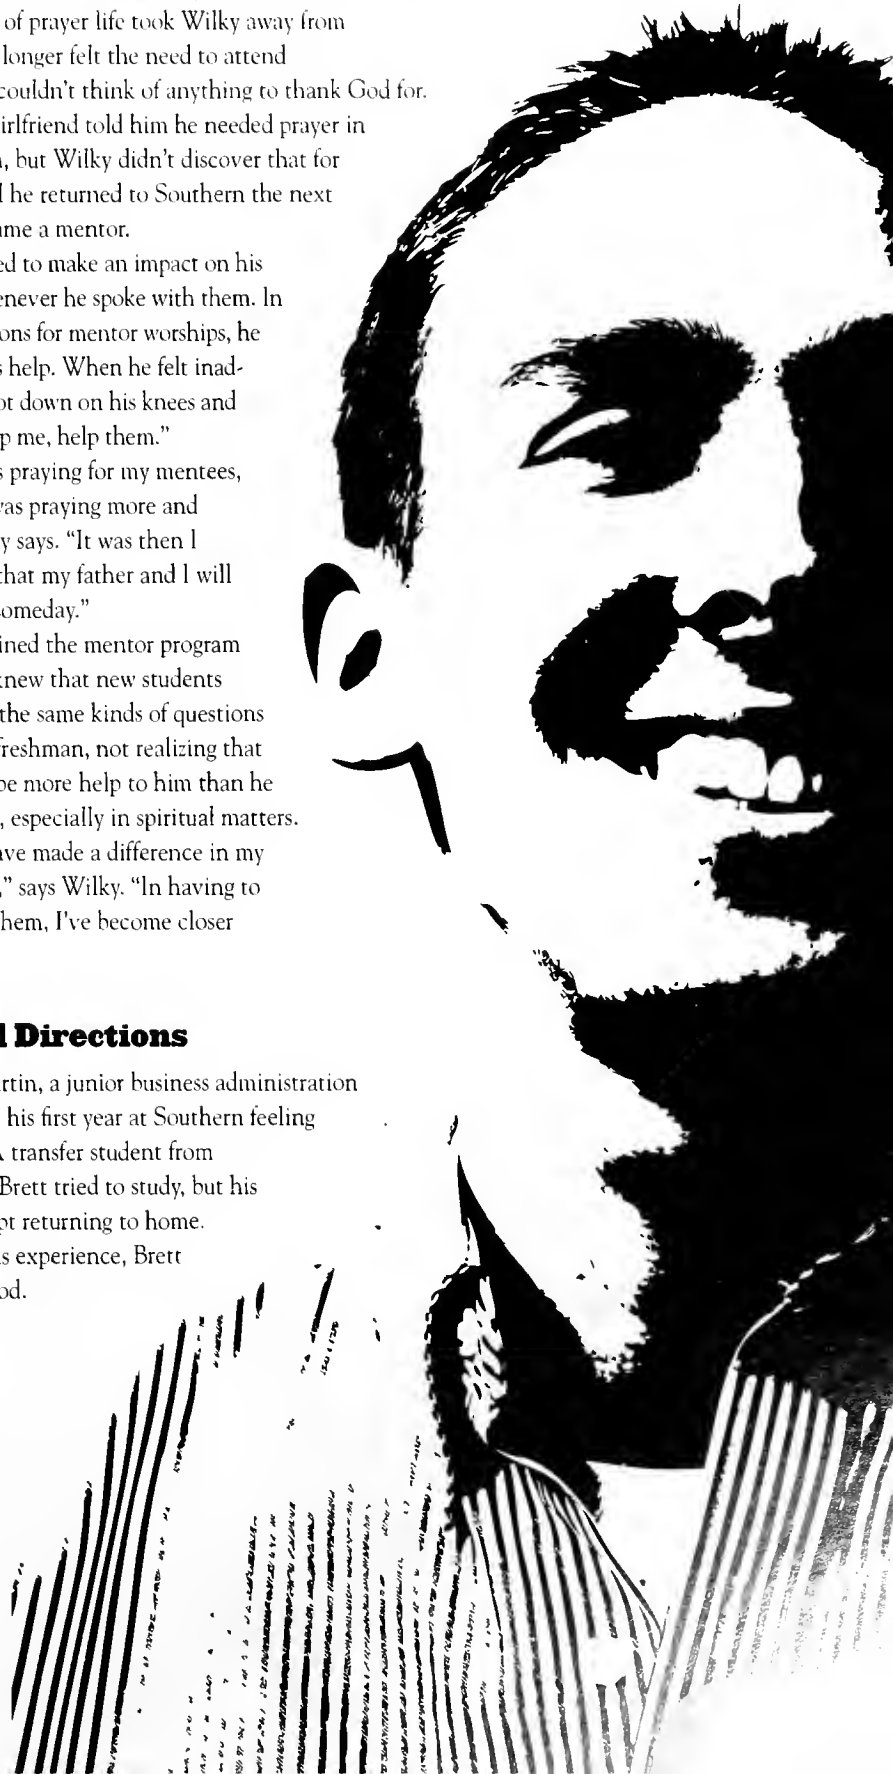 of prayer life took Wilky away from
longer felt the need to attend
couldn't think of anything to thank God for.
irlfriend told him he needed prayer in
, but Wilky didn't discover that for
he returned to Southern the next
ame a mentor.
ed to make an impact on his
enever he spoke with them. In
ons for mentor worships, he
s help. When he felt inad-
ot down on his knees and
p me, help them."
s praying for my mentees,
was praying more and
y says. "It was then I
that my father and I will
someday."
ined the mentor program
knew that new students
the same kinds of questions
freshman, not realizing that
be more help to him than he
, especially in spiritual matters.
ave made a difference in my
," says Wilky. "In having to
hem, I've become closer
Directions
rtin, a junior business administration
his first year at Southern feeling
transfer student from
Brett tried to study, but his
pt returning to home.
s experience, Brett
od.